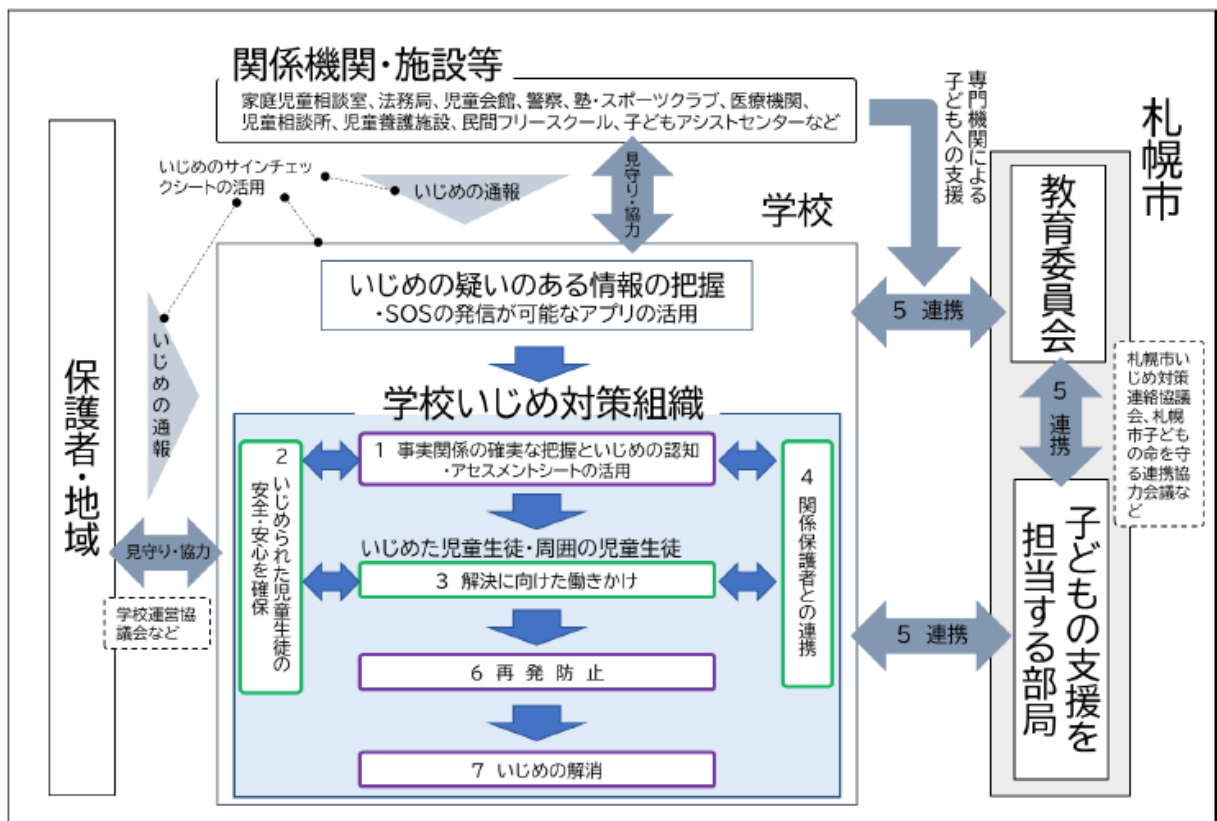 関係機関・施設等
家庭児童相談室、法務局、児童会館、警察、塾・スポーツクラブ、医療機関、
児童相談所、児童養護施設、民間フリースクール、子どもアシストセンターなど
専門機関による
子どもへの支援
札幌市
いじめのサインチェッ
クシートの活用
いじめの通報
見守り・協力
学校
いじめの疑いのある情報の把握
・SOSの発信が可能なアプリの活用
5 連携
教育委員会
保護者・地域
いじめの通報
学校いじめ対策組織
1 事実関係の確実な把握といじめの認知
・アセスメントシートの活用
2 いじめられた児童生徒の
安全・安心を確保
4 関係保護者との連携
5 連携
札幌市い
じめ対策
連絡協議
会、札幌
市子ども
の命を守
る連携協
力会議な
ど
いじめた児童生徒・周囲の児童生徒
3 解決に向けた働きかけ
見守り・協力
学校運営協
議会など
5 連携
子どもの支援を
担当する部局
6 再発防止
7 いじめの解消